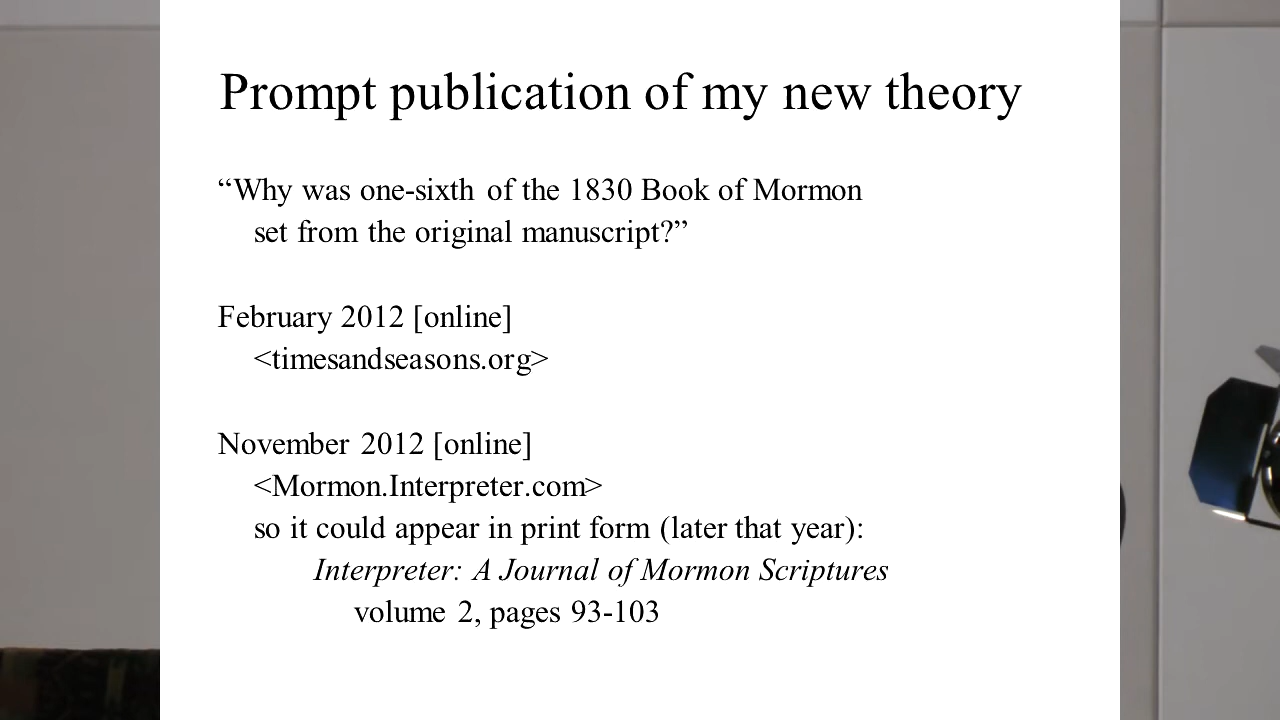 Prompt publication of my new theory
“Why was one-sixth of the 1830 Book of Mormon
set from the original manuscript?”
February 2012 [online]
<timesandseasons.org>
November 2012 [online]
<Mormon.Interpreter.com>
so it could appear in print form (later that year):
Interpreter: A Journal of Mormon Scriptures
volume 2, pages 93-103